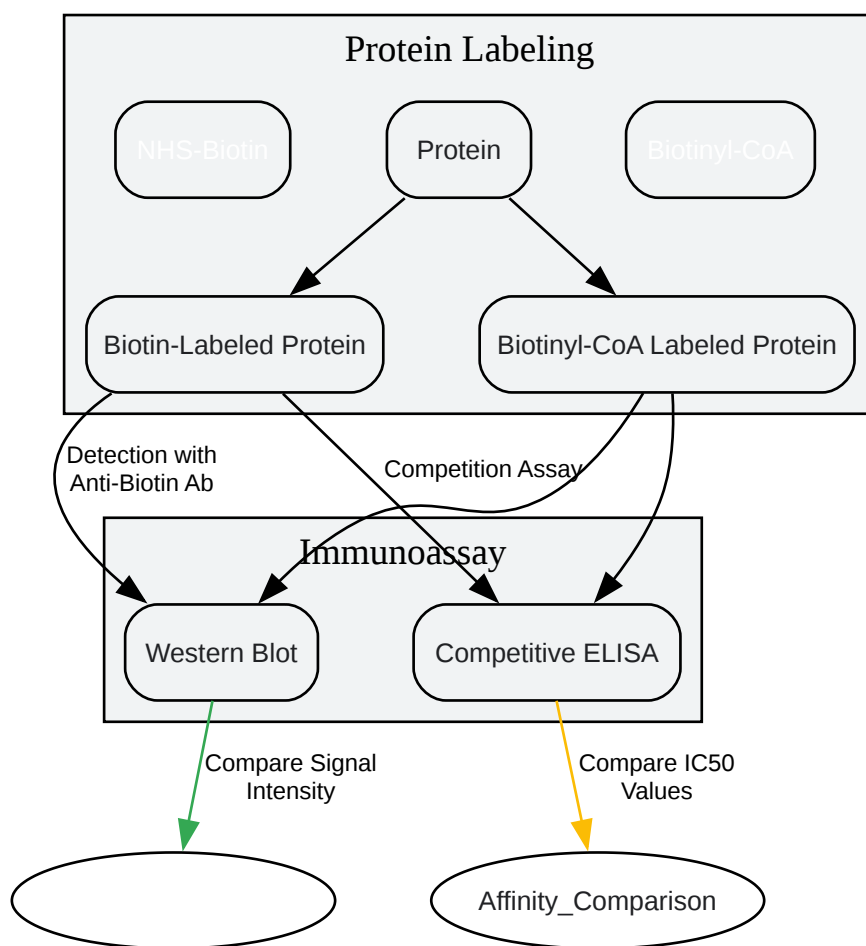 Protein Labeling
NHS-Biotin
Protein
Biotinyl-CoA
Biotin-Labeled Protein
Biotinyl-CoA Labeled Protein
Detection with
Anti-Biotin Ab
Competition Assay
Immunoassay
Western Blot
Competitive ELISA
Compare Signal
Intensity
Compare IC50
Values
Affinity_Comparison